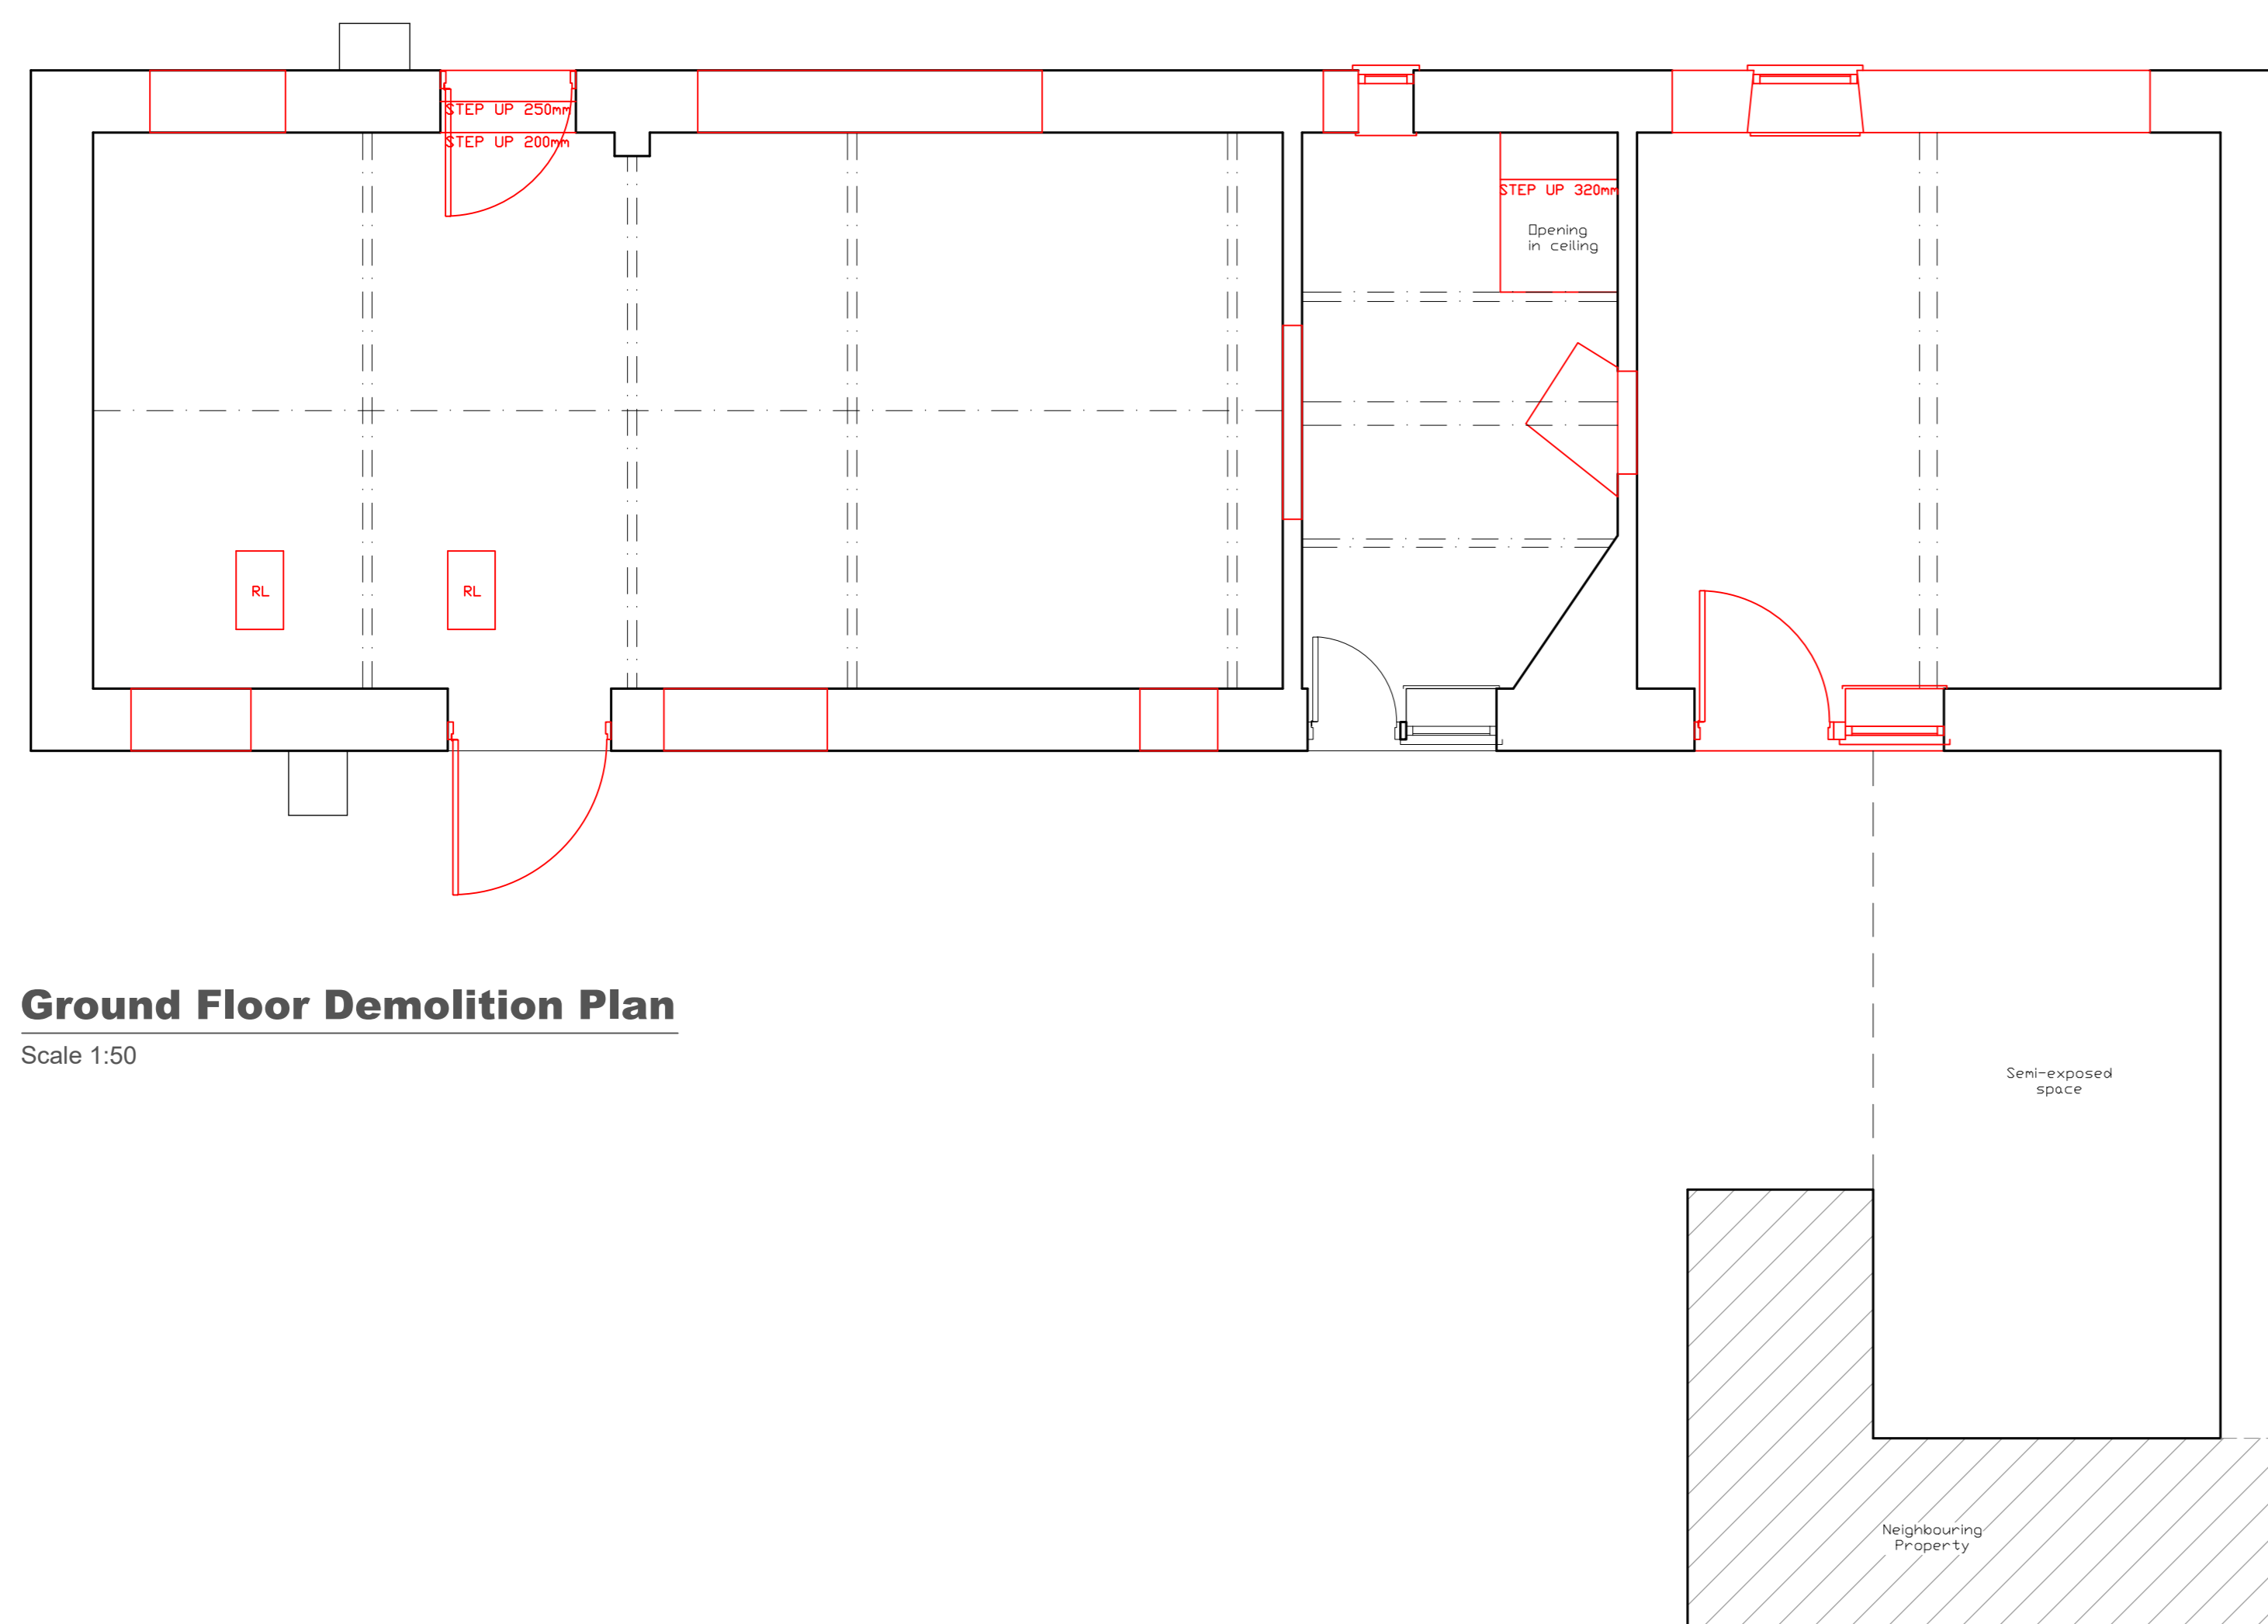 STEP UP 250mm
STEP UP 200mm
STEP UP 320mm
Opening
in ceiling
RL
RL
Ground Floor Demolition Plan
Scale 1:50
Semi-exposed
space
Neighbouring
Property